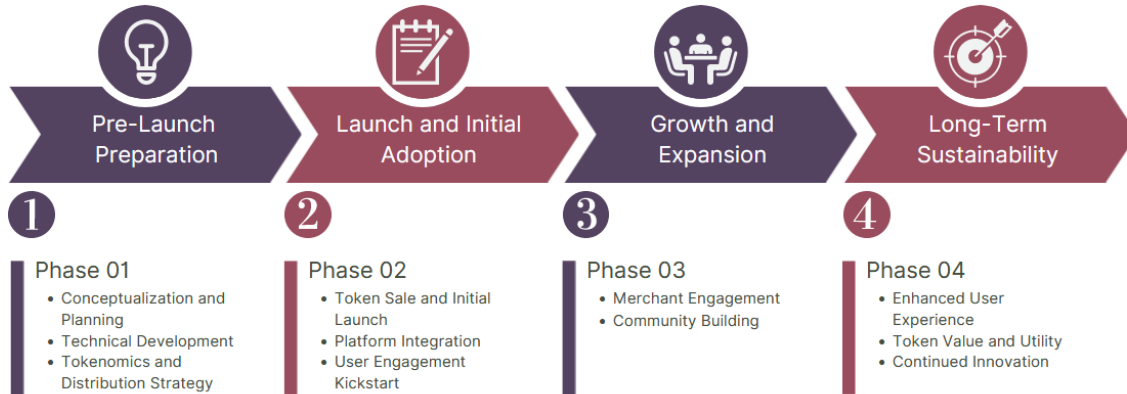 Pre-Launch
Preparation
Launch and Initial
Adoption
Growth and
Expansion
Long-Term
Sustainability
1
2
3
4
Phase 01
• Conceptualization and
Planning
• Technical Development
• Tokenomics and
Distribution Strategy
Phase 02
• Token Sale and Initial
Launch
• Platform Integration
• User Engagement
Kickstart
Phase 03
• Merchant Engagement
• Community Building
Phase 04
• Enhanced User
Experience
• Token Value and Utility
• Continued Innovation